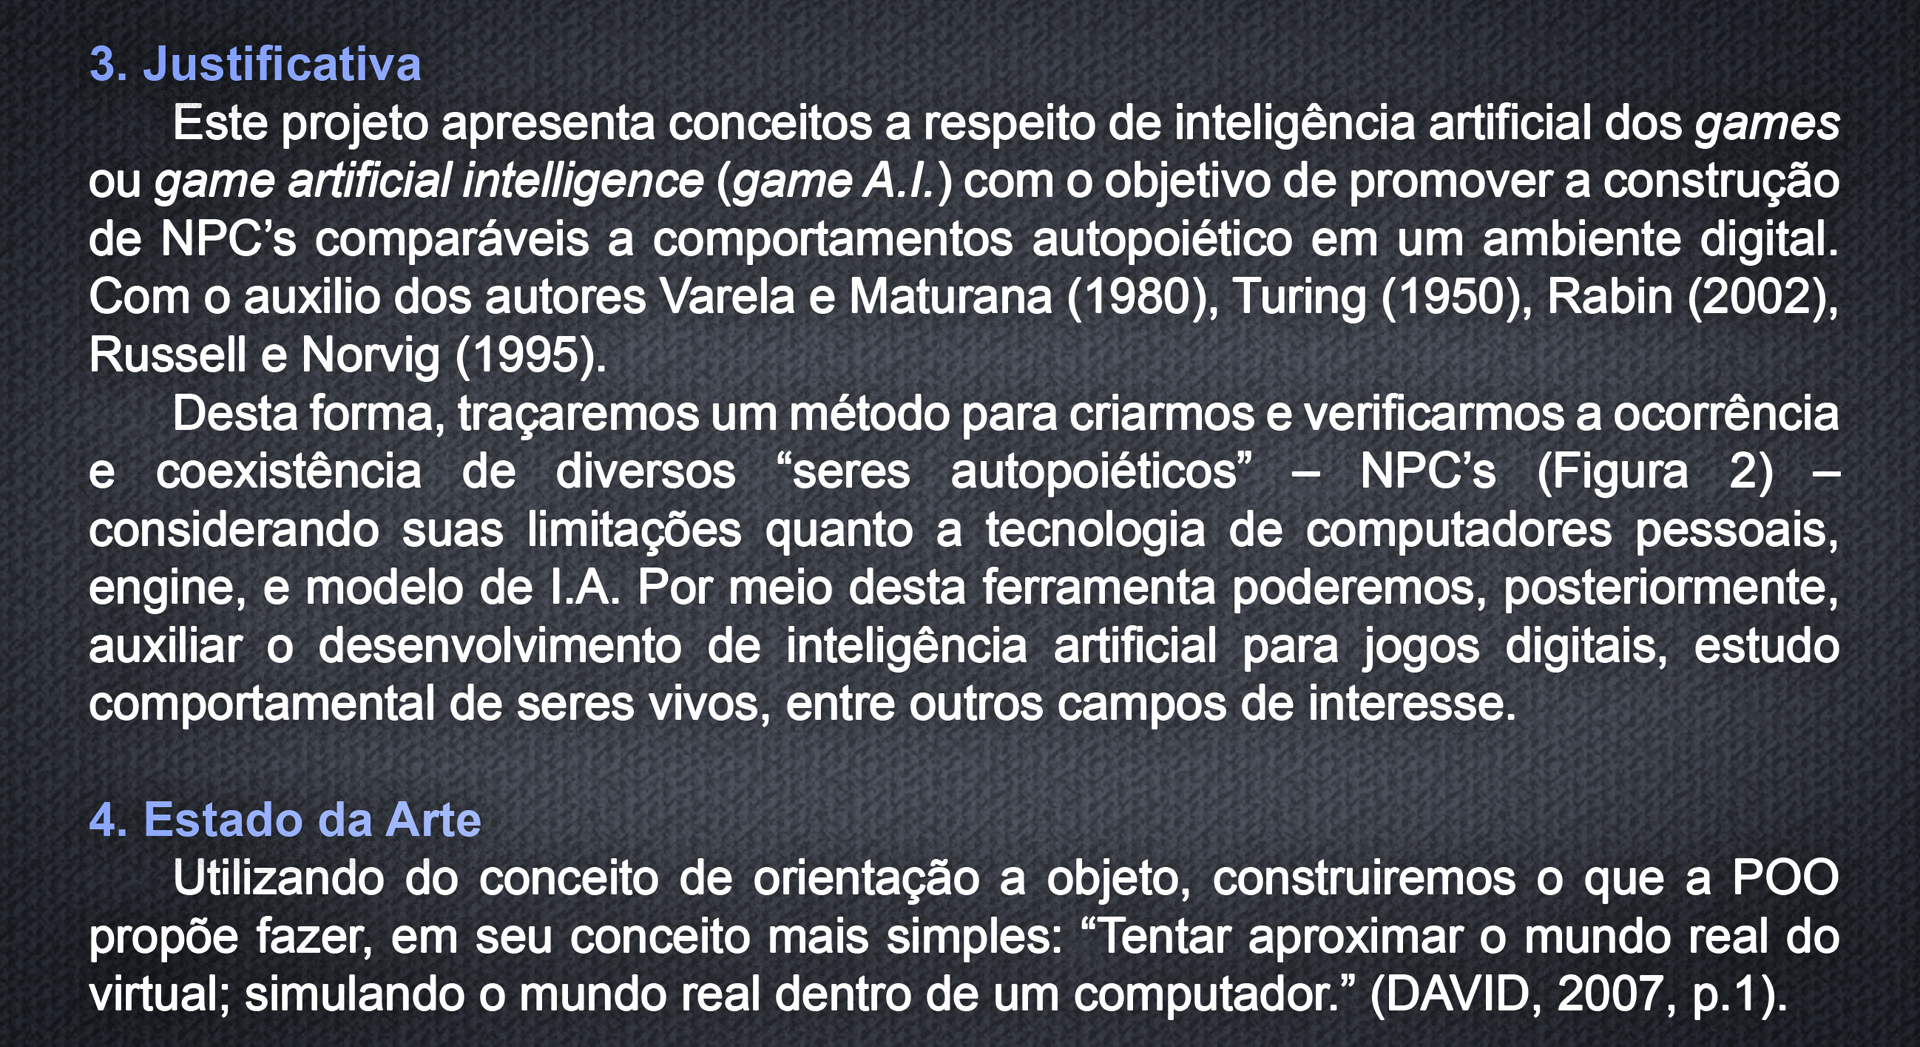 3. Justificativa
Este projeto apresenta conceitos a respeito de inteligência artificial dos games
ou game artificial intelligence (game A.I.) com o objetivo de promover a construção
de NPC’s comparáveis a comportamentos autopoiético em um ambiente digital.
Com o auxilio dos autores Varela e Maturana (1980), Turing (1950), Rabin (2002),
Russell e Norvig (1995).
Desta forma, traçaremos um método para criarmos e verificarmos a ocorrência
e coexistência de diversos “seres autopoiéticos” – NPC’s (Figura 2) –
considerando suas limitações quanto a tecnologia de computadores pessoais,
engine, e modelo de I.A. Por meio desta ferramenta poderemos, posteriormente,
auxiliar o desenvolvimento de inteligência artificial para jogos digitais, estudo
comportamental de seres vivos, entre outros campos de interesse.
4. Estado da Arte
Utilizando do conceito de orientação a objeto, construiremos o que a POO
propõe fazer, em seu conceito mais simples: “Tentar aproximar o mundo real do
virtual; simulando o mundo real dentro de um computador.” (DAVID, 2007, p.1).